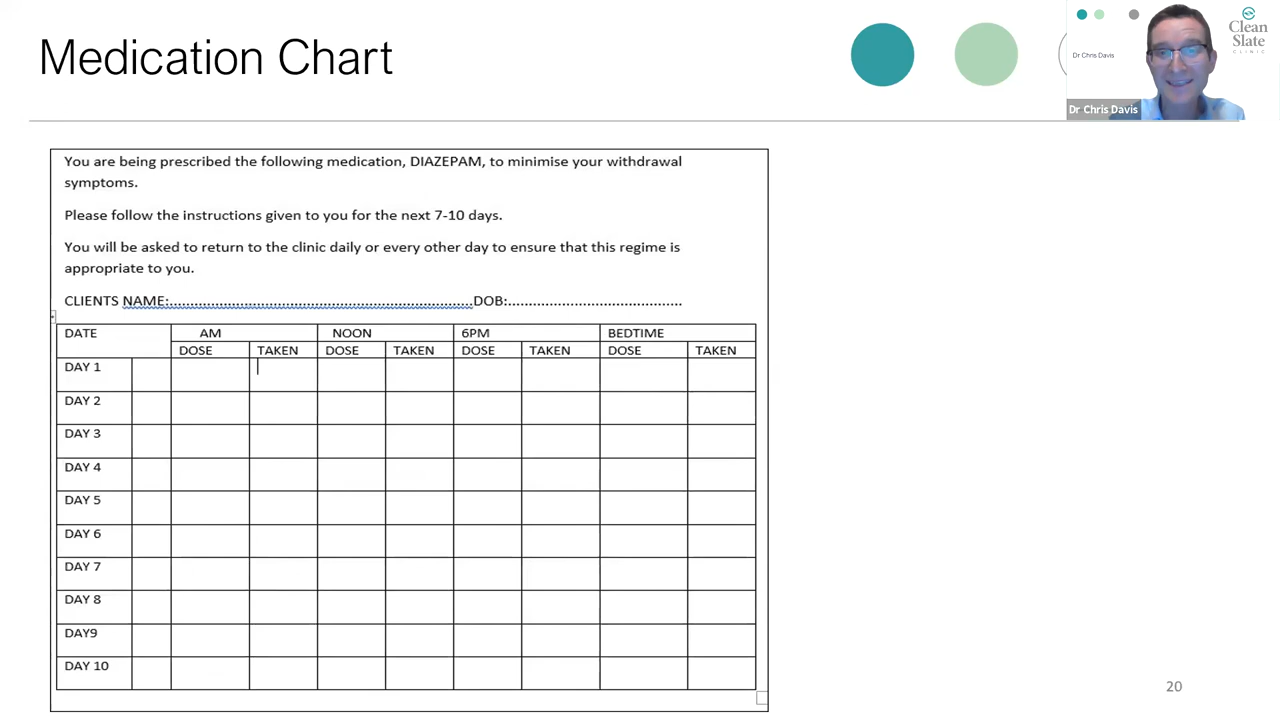 Medication Chart
Dr Chris Davis
Dr Chris Davis
Clean
Slate
CLINIC
You are being prescribed the following medication, DIAZEPAM, to minimise your withdrawal
symptoms.
Please follow the instructions given to you for the next 7-10 days.
You will be asked to return to the clinic daily or every other day to ensure that this regime is
appropriate to you.
CLIENTS NAME:..........................................................................DOB:..........................................
DATE AM NOON 6PM BEDTIME
DOSE TAKEN DOSE TAKEN DOSE TAKEN DOSE TAKEN
DAY 1
DAY 2
DAY 3
DAY 4
DAY 5
DAY 6
DAY 7
DAY 8
DAY9
DAY 10
20